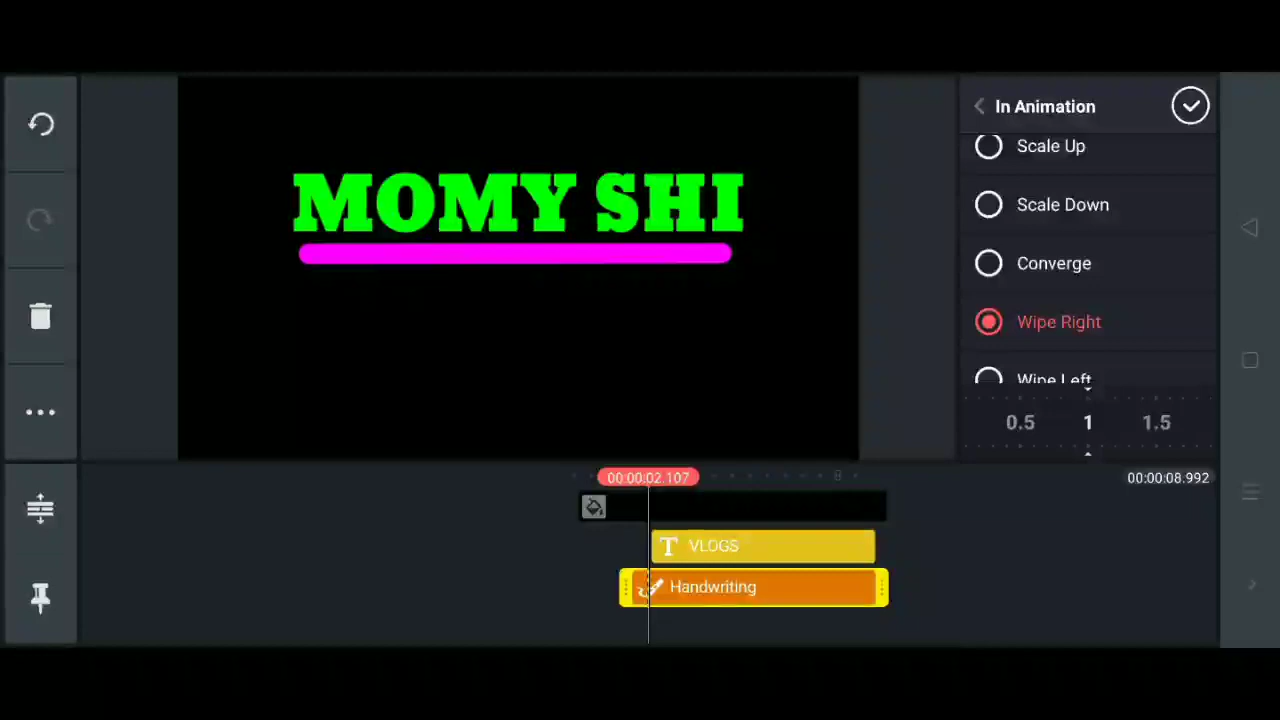 In Animation
Scale Up
Scale Down
Converge
Wipe Right
Wipe Left
0.5 1 1.5
MOMY SHI
00:00:02.107
00:00:08.992
T VLOGS
Handwriting